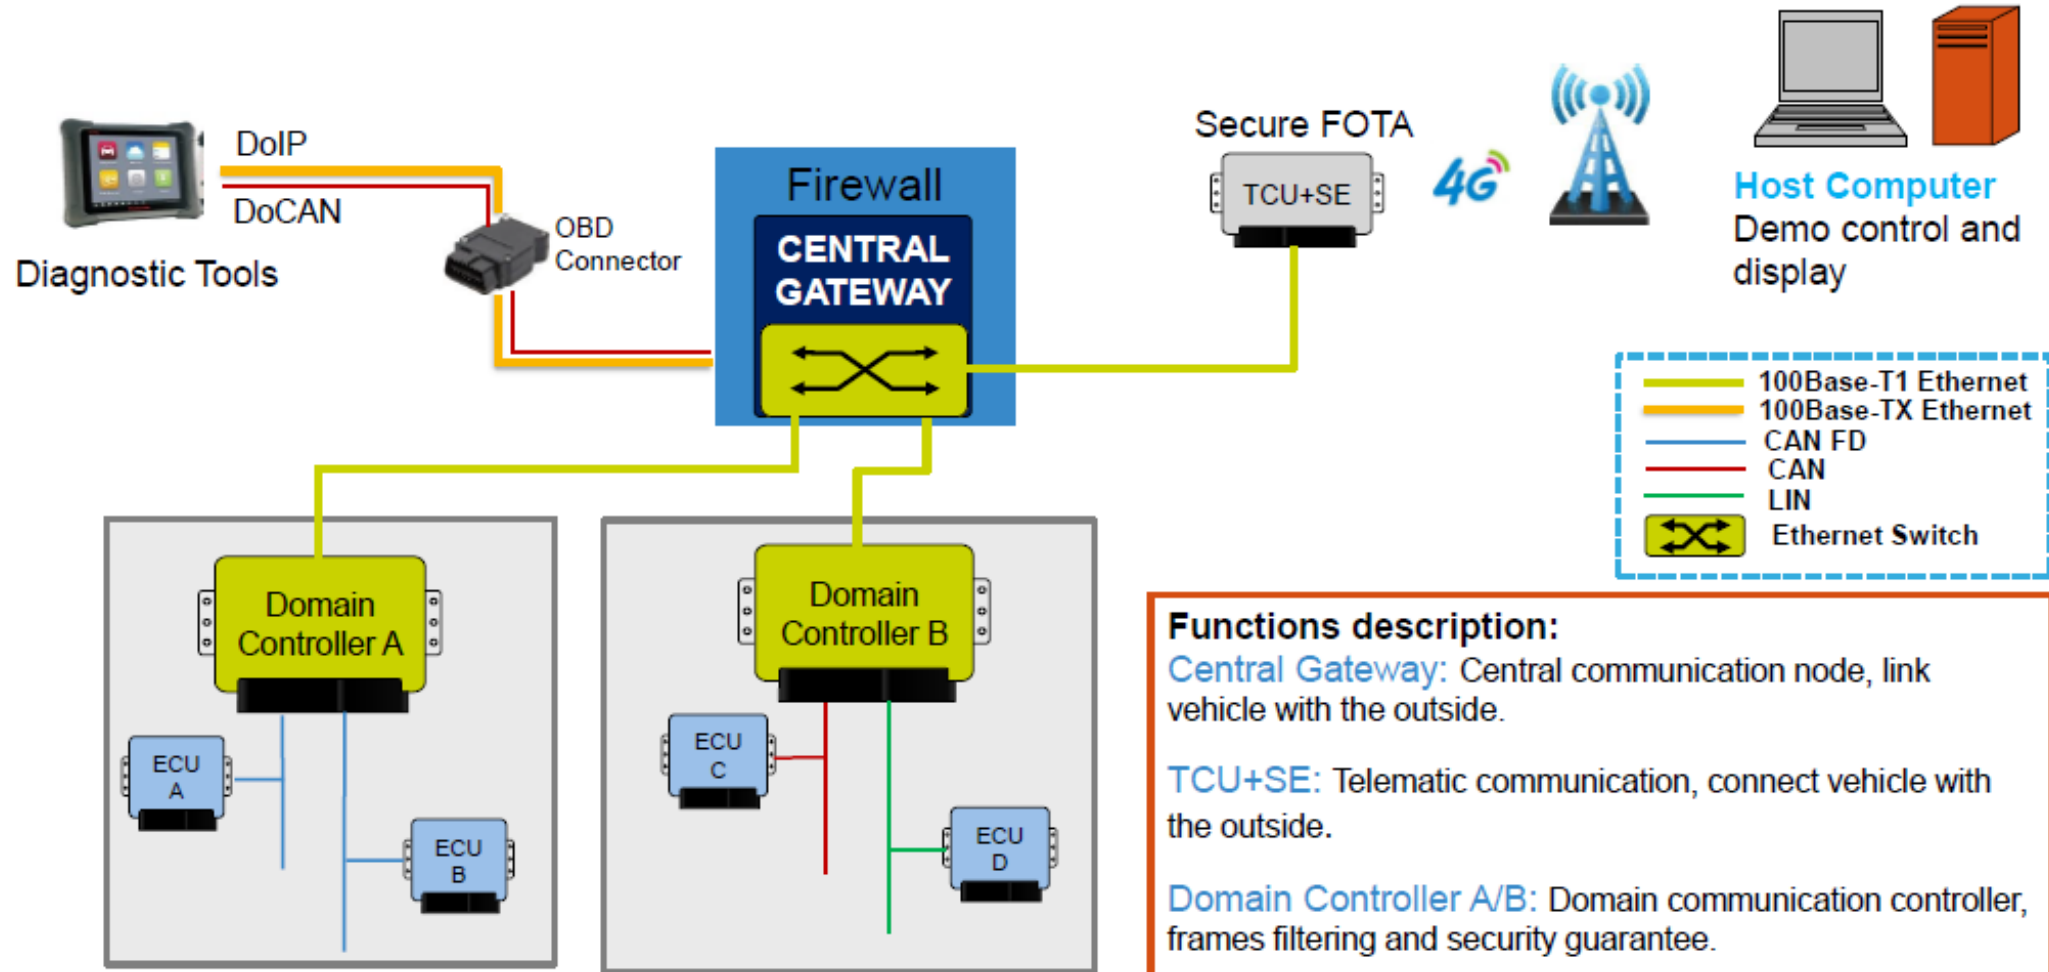 DoIP
DoCAN
Diagnostic Tools
OBD
Connector
Firewall
CENTRAL
GATEWAY
Secure FOTA
TCU+SE
4G
Host Computer
Demo control and
display
100Base-T1 Ethernet
100Base-TX Ethernet
CAN FD
CAN
LIN
Ethernet Switch
Domain
Controller A
ECU
A
ECU
B
Domain
Controller B
ECU
C
ECU
D
Functions description:
Central Gateway: Central communication node, link
vehicle with the outside.
TCU+SE: Telematic communication, connect vehicle with
the outside.
Domain Controller A/B: Domain communication controller,
frames filtering and security guarantee.